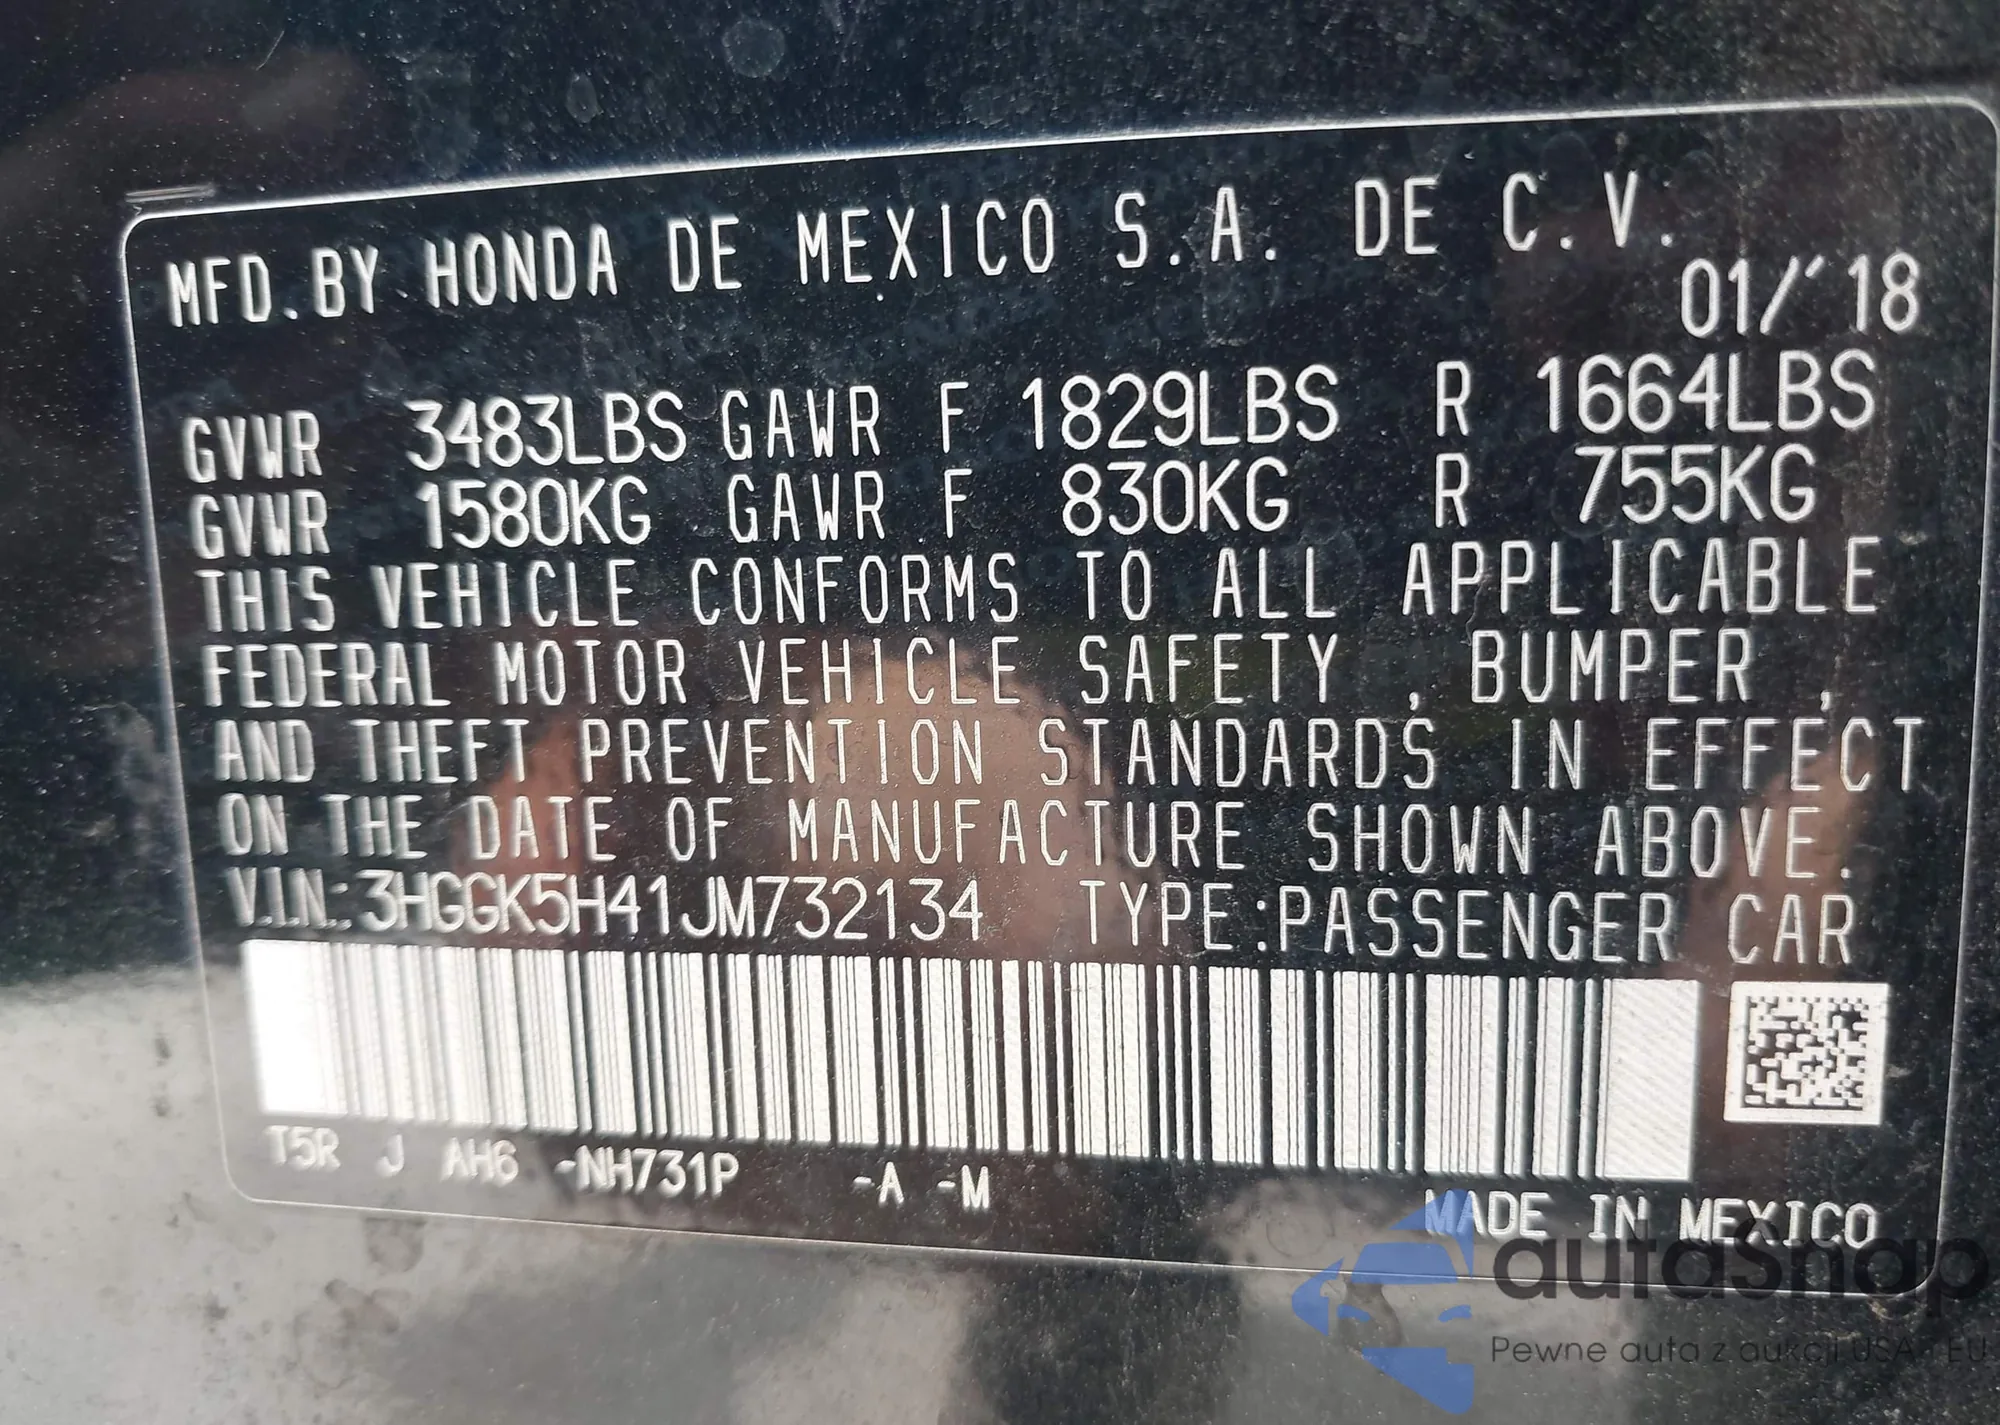 MFD.BY HONDA DE MEXICO S.A. DE C.V.
01/'18
GVWR 3483LBS GAWR F 1829LBS R 1664LBS
GVWR 1580KG GAWR F 830KG R 755KG
THIS VEHICLE CONFORMS TO ALL APPLICABLE
FEDERAL MOTOR VEHICLE SAFETY , BUMPER ,
AND THEFT PREVENTION STANDARDS IN EFFECT
ON THE DATE OF MANUFACTURE SHOWN ABOVE.
V.I.N.:3HGGK5H41JM732134 TYPE:PASSENGER CAR
T5R J AH6 -NH731P -A -M
MADE IN MEXICO
autaSnap
Pewne auta z aukcji USA i EU